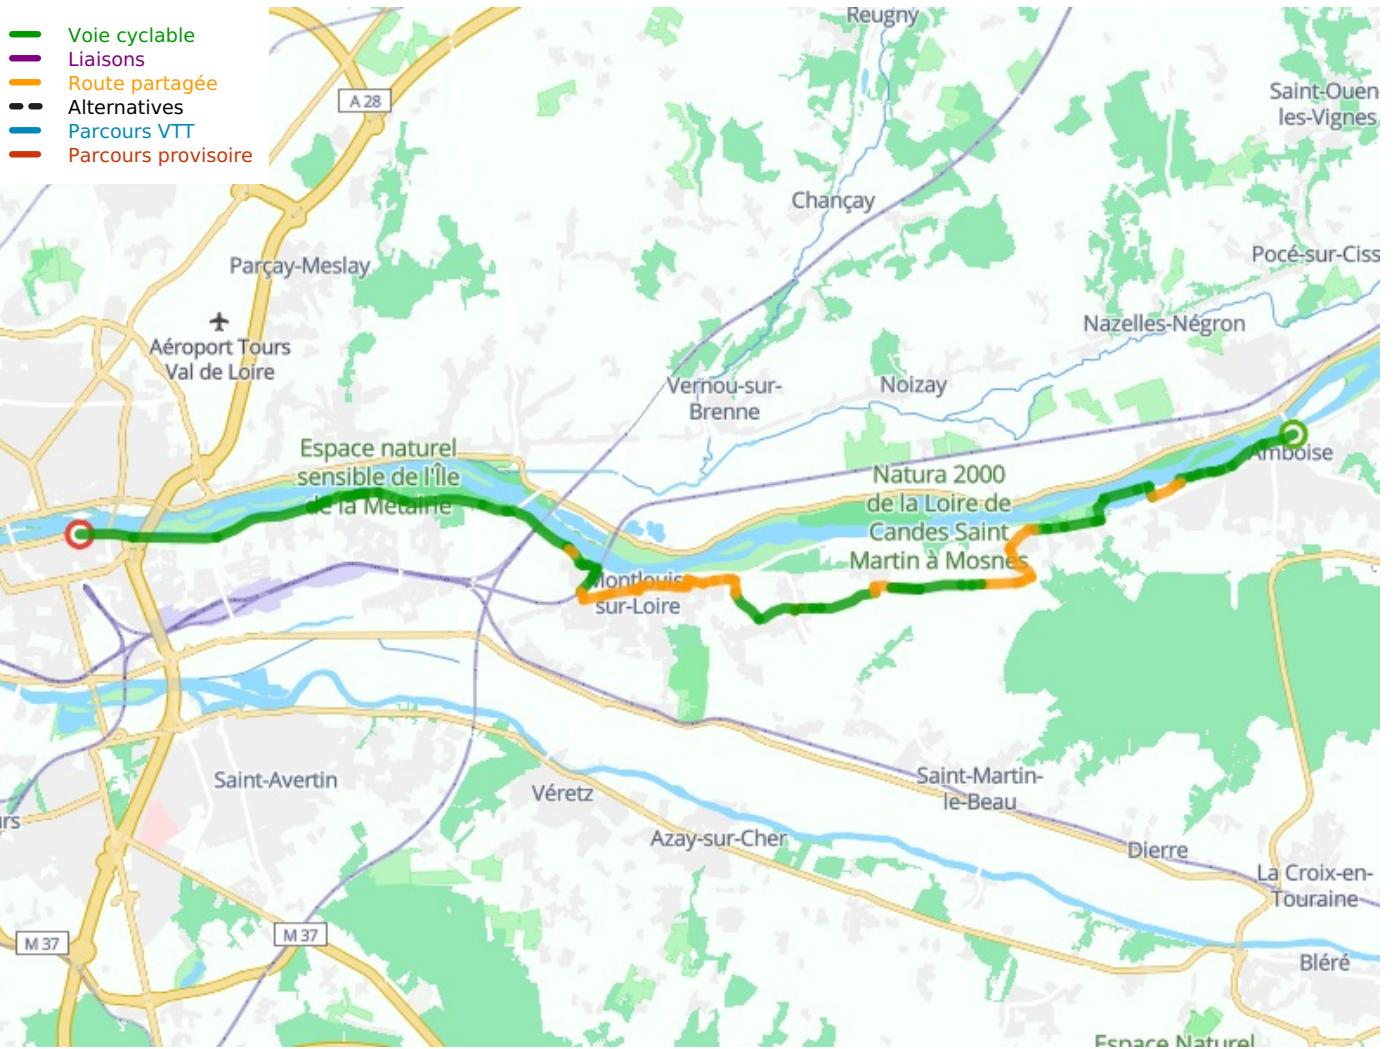 Voie cyclable
Liaisons
Route partagée
Alternatives
Parcours VTT
Parcours provisoire
Reugny
A 28
Saint-Ouen-
les-Vignes
Chançay
Parçay-Meslay
Pocé-sur-Ciss
Nazelles-Négron
Aéroport Tours
Val de Loire
Vernou-sur-
Brenne
Noizay
Espace naturel
sensible de l'Île
de la Métairie
Amboise
Natura 2000
de la Loire de
Candes Saint
Martin à Mosnes
Montlouis-
sur-Loire
Saint-Avertin
Véretz
Saint-Martin-
le-Beau
urs
Azay-sur-Cher
Dierre
La Croix-en-
Touraine
M 37
M 37
Bléré
Espace Naturel